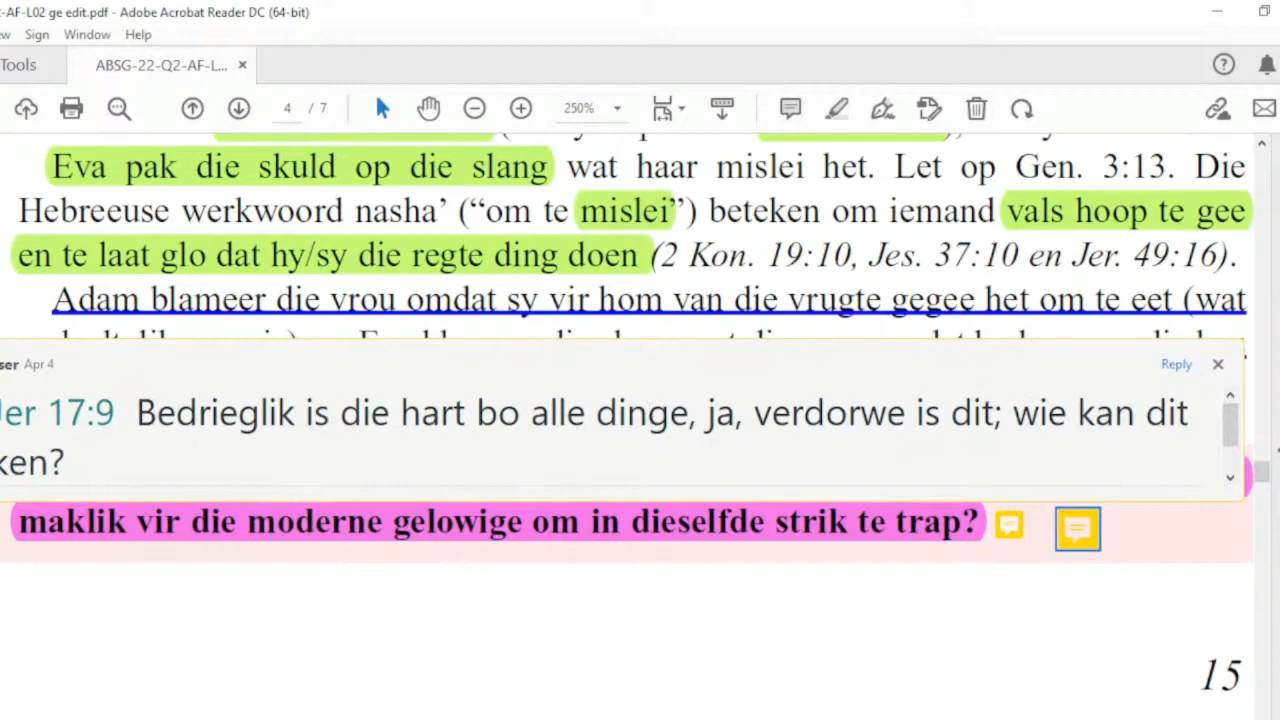 -AF-L02 ge edit.pdf - Adobe Acrobat Reader DC (64-bit)
Sign Window Help
Tools ABSG-22-Q2-AF-L... ×
4 / 7 250%
Eva pak die skuld op die slang wat haar mislei het. Let op Gen. 3:13. Die
Hebreeuse werkwoord nasha’ (“om te mislei”) beteken om iemand vals hoop te gee
en te laat glo dat hy/sy die regte ding doen (2 Kon. 19:10, Jes. 37:10 en Jer. 49:16).
Adam blameer die vrou omdat sy vir hom van die vrugte gegee het om te eet (wat
Apr 4 Reply
Jer 17:9 Bedrieglik is die hart bo alle dinge, ja, verdorwe is dit; wie kan dit
ken?
maklik vir die moderne gelowige om in dieselfde strik te trap?
15